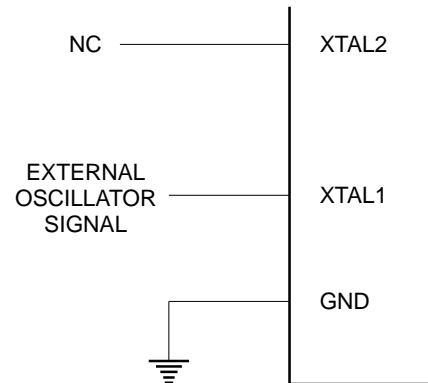 NC
XTAL2
EXTERNAL
OSCILLATOR
SIGNAL
XTAL1
GND